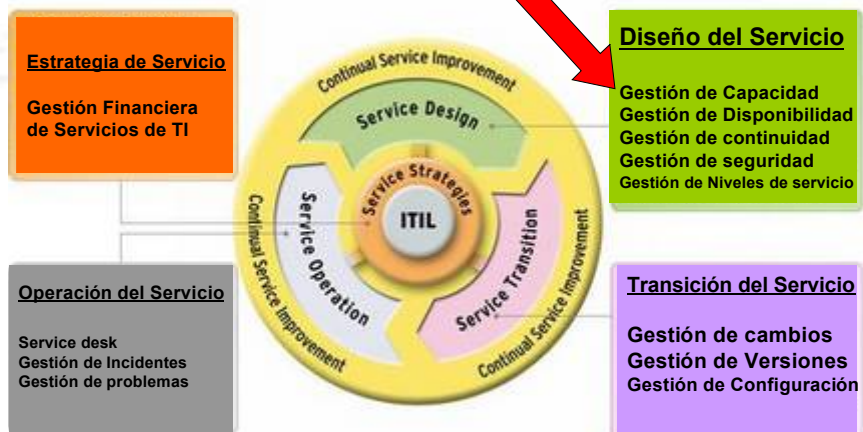 Estrategia de Servicio
Gestión Financiera
de Servicios de TI
Diseño del Servicio
Gestión de Capacidad
Gestión de Disponibilidad
Gestión de continuidad
Gestión de seguridad
Gestión de Niveles de servicio
Continual Service Improvement
Service Design
Service Strategies
ITIL
Service Operation
Service Transition
Continual Service Improvement
Continual Service Improvement
Operación del Servicio
Service desk
Gestión de Incidentes
Gestión de problemas
Transición del Servicio
Gestión de cambios
Gestión de Versiones
Gestión de Configuración